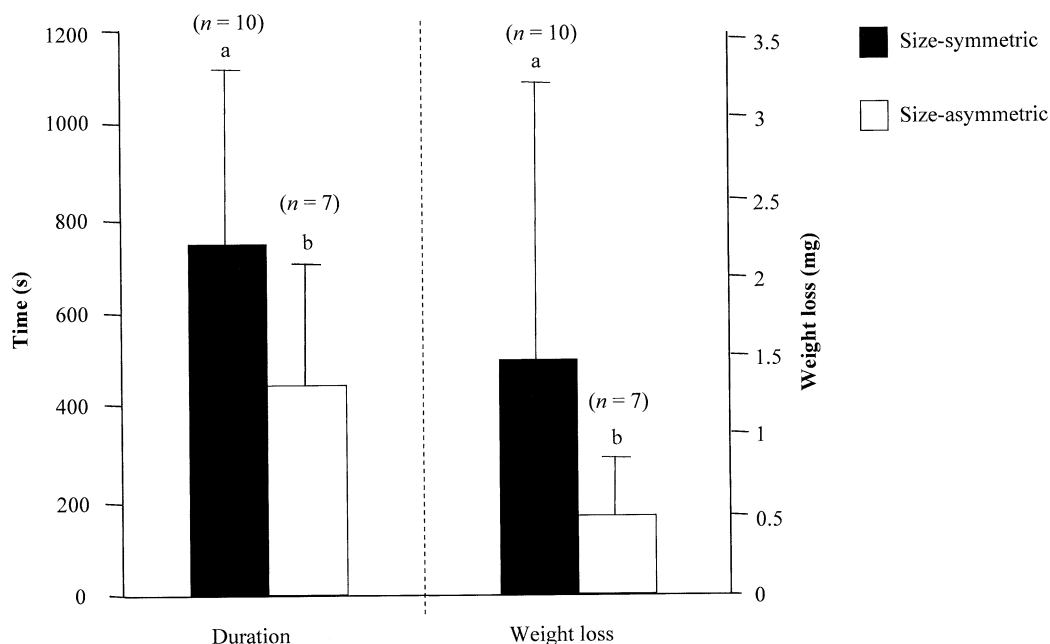 1200
1000
800
600
400
200
0
Time (s)
(n = 10)
a
(n = 7)
b
Duration
(n = 10)
a
(n = 7)
b
Weight loss
3.5
3
2.5
2
1.5
1
0.5
0
Weight loss (mg)
Size-symmetric
Size-asymmetric